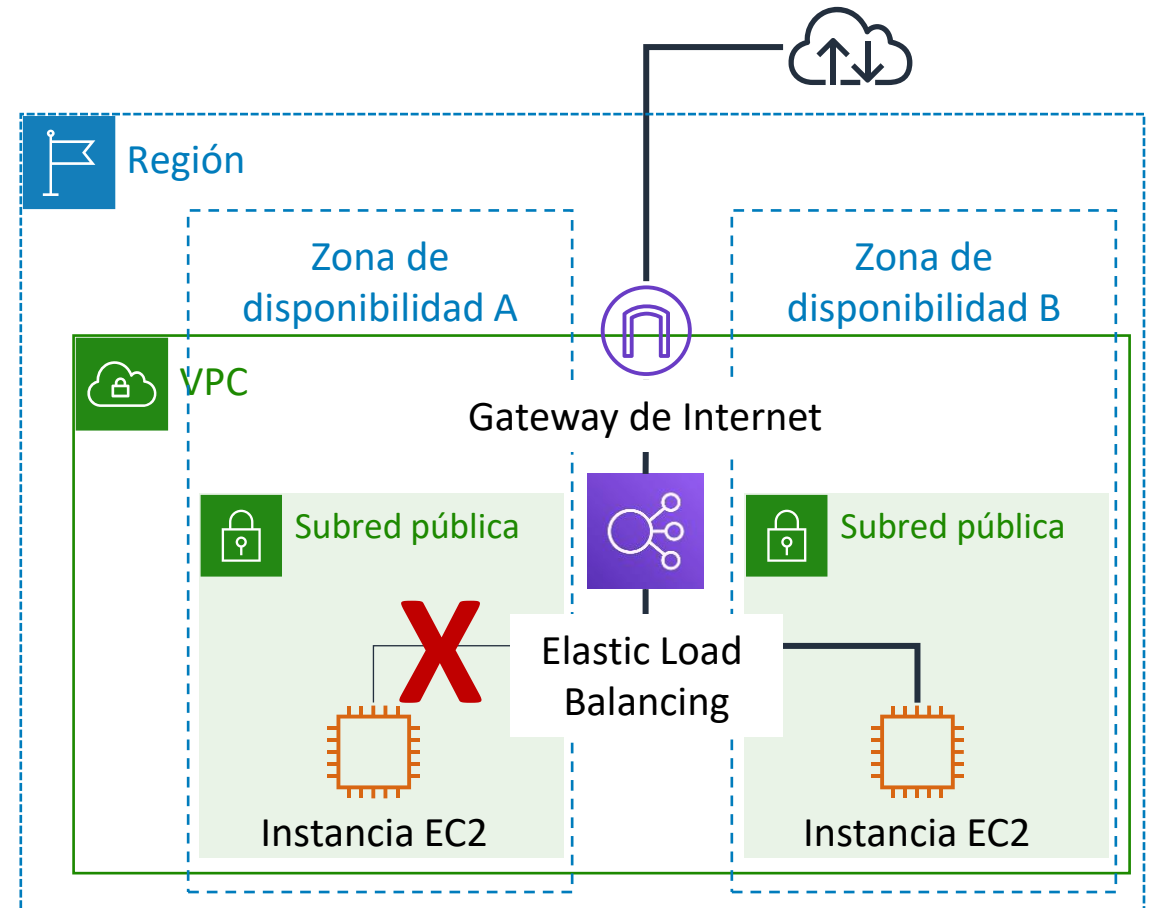 Región
Zona de
disponibilidad A
Zona de
disponibilidad B
VPC
Gateway de Internet
Subred pública
Subred pública
X
Elastic Load
Balancing
Instancia EC2
Instancia EC2